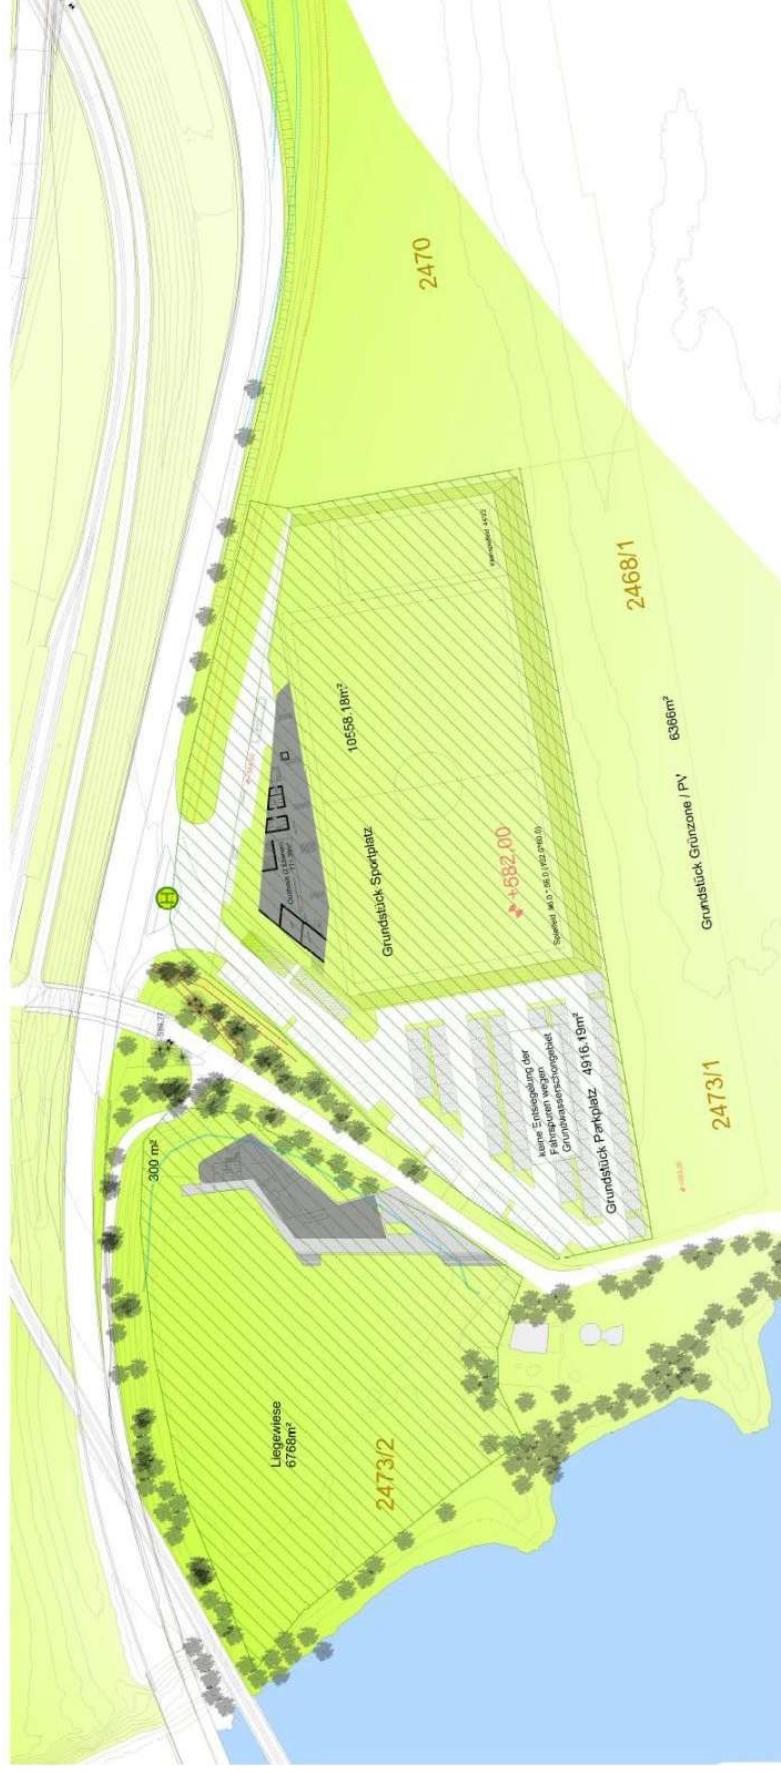 2470
2468/1
Grundstück Grünzone / PV
6366m²
10558.18m²
Grundstück Sportplatz
+682,00
H
keine Entsiegelung der
Fahrspuren wegen
Grundwasserschongebiet
Grundstück Parkplatz
4916.19m²
2473/1
300 m²
Liegewiese
6768m²
2473/2